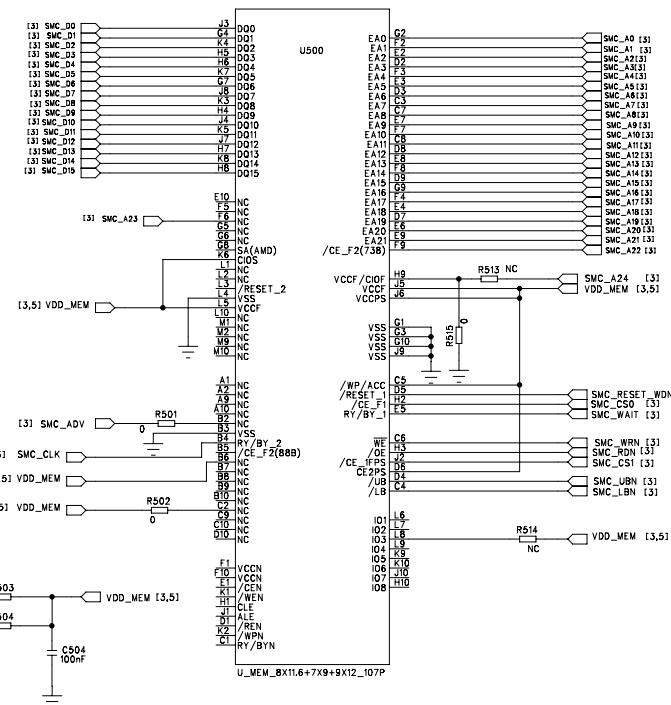 U500
[3] SMC_D0 J3 DQ0
[3] SMC_D1 G4 DQ1
[3] SMC_D2 K4 DQ2
[3] SMC_D3 H5 DQ3
[3] SMC_D4 H6 DQ4
[3] SMC_D5 K7 DQ5
[3] SMC_D6 G7 DQ6
[3] SMC_D7 J8 DQ7
[3] SMC_D8 K3 DQ8
[3] SMC_D9 H4 DQ9
[3] SMC_D10 J4 DQ10
[3] SMC_D11 K5 DQ11
[3] SMC_D12 J7 DQ12
[3] SMC_D13 H7 DQ13
[3] SMC_D14 K8 DQ14
[3] SMC_D15 H8 DQ15
E10 NC
F5 NC
[3] SMC_A23 F6 NC
G5 NC
G6 NC
G8 SA(AMD)
K6 CIOS
L1 NC
L2 NC
L3 /RESET_2
L4 VSS
[3,5] VDD_MEM L5 VCCF
L10 NC
M1 NC
M2 NC
M9 NC
M10 NC
A1 NC
A2 NC
A9 NC
A10 NC
[3] SMC_ADV R501 0 B2 NC
B3 VSS
B4 RY/BY_2
SMC_CLK B5 /CE_F2(88B)
B6 NC
B7 NC
5] VDD_MEM B8 NC
B9 NC
B10 NC
5] VDD_MEM R502 0 C2 NC
C9 NC
C10 NC
D10 NC
F1 VCCN
F10 VCCN
E1 /CEN
K1 /WEN
H1 CLE
J1 ALE
D1 /REN
K2 /WPN
C1 RY/BYN
503
VDD_MEM [3,5]
504
C504
100nF
EA0 G2 SMC_A0 [3]
EA1 F2 SMC_A1 [3]
EA2 E2 SMC_A2[3]
EA3 D2 SMC_A3[3]
EA4 F3 SMC_A4[3]
EA5 E3 SMC_A5[3]
EA6 D3 SMC_A6[3]
EA7 C3 SMC_A7[3]
EA8 C7 SMC_A8[3]
EA9 E7 SMC_A9[3]
EA10 F7 SMC_A10[3]
EA11 C8 SMC_A11[3]
EA12 D8 SMC_A12[3]
EA13 E8 SMC_A13[3]
EA14 F8 SMC_A14[3]
EA15 D9 SMC_A15[3]
EA16 G9 SMC_A16[3]
EA17 F4 SMC_A17[3]
EA18 E4 SMC_A18[3]
EA19 D7 SMC_A19[3]
EA20 E6 SMC_A20[3]
EA21 E9 SMC_A21 [3]
/CE_F2(73B) F9 SMC_A22 [3]
VCCF/CIOF H9 R513 NC SMC_A24 [3]
VCCF J5 VDD_MEM [3,5]
VCCPS J6
R515 0
VSS G1
VSS G3
VSS G10
VSS J9
/WP/ACC C5
/RESET_1 D5 SMC_RESET_WDN
/CE_F1 H2 SMC_CS0 [3]
RY/BY_1 E5 SMC_WAIT [3]
WE C6 SMC_WRN [3]
/OE H3 SMC_RDN [3]
/CE_1FPS J2 SMC_CS1 [3]
CE2PS D6
/UB D4 SMC_UBN [3]
/LB C4 SMC_LBN [3]
IO1 L6
IO2 L7
IO3 L8 R514 NC VDD_MEM [3,5]
IO4 L9
IO5 K9
IO6 K10
IO7 J10
IO8 H10
U_MEM_8X11.6+7X9+9X12_107P